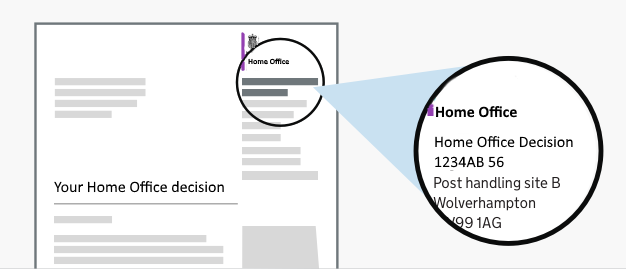 Home Office
Your Home Office decision
Home Office
Home Office Decision
1234AB 56
Post handling site B
Wolverhampton
99 1AG